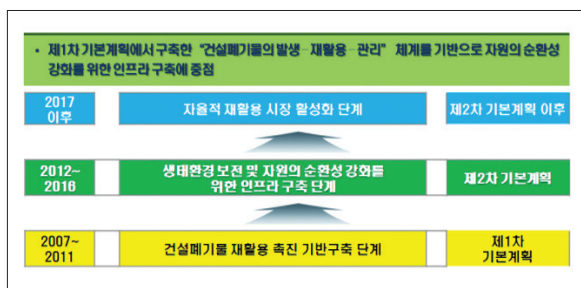 • 제1차 기본계획에서 구축한 "건설폐기물의 발생-재활용-관리" 체계를 기반으로 자원의 순환성
강화를 위한 인프라 구축에 중점
2017
이후
자율적 재활용 시장 활성화 단계
제2차 기본계획 이후
2012~
2016
생태환경 보전 및 자원의 순환성 강화를
위한 인프라 구축 단계
제2차 기본계획
2007~
2011
건설폐기물 재활용 촉진 기반구축 단계
제1차
기본계획